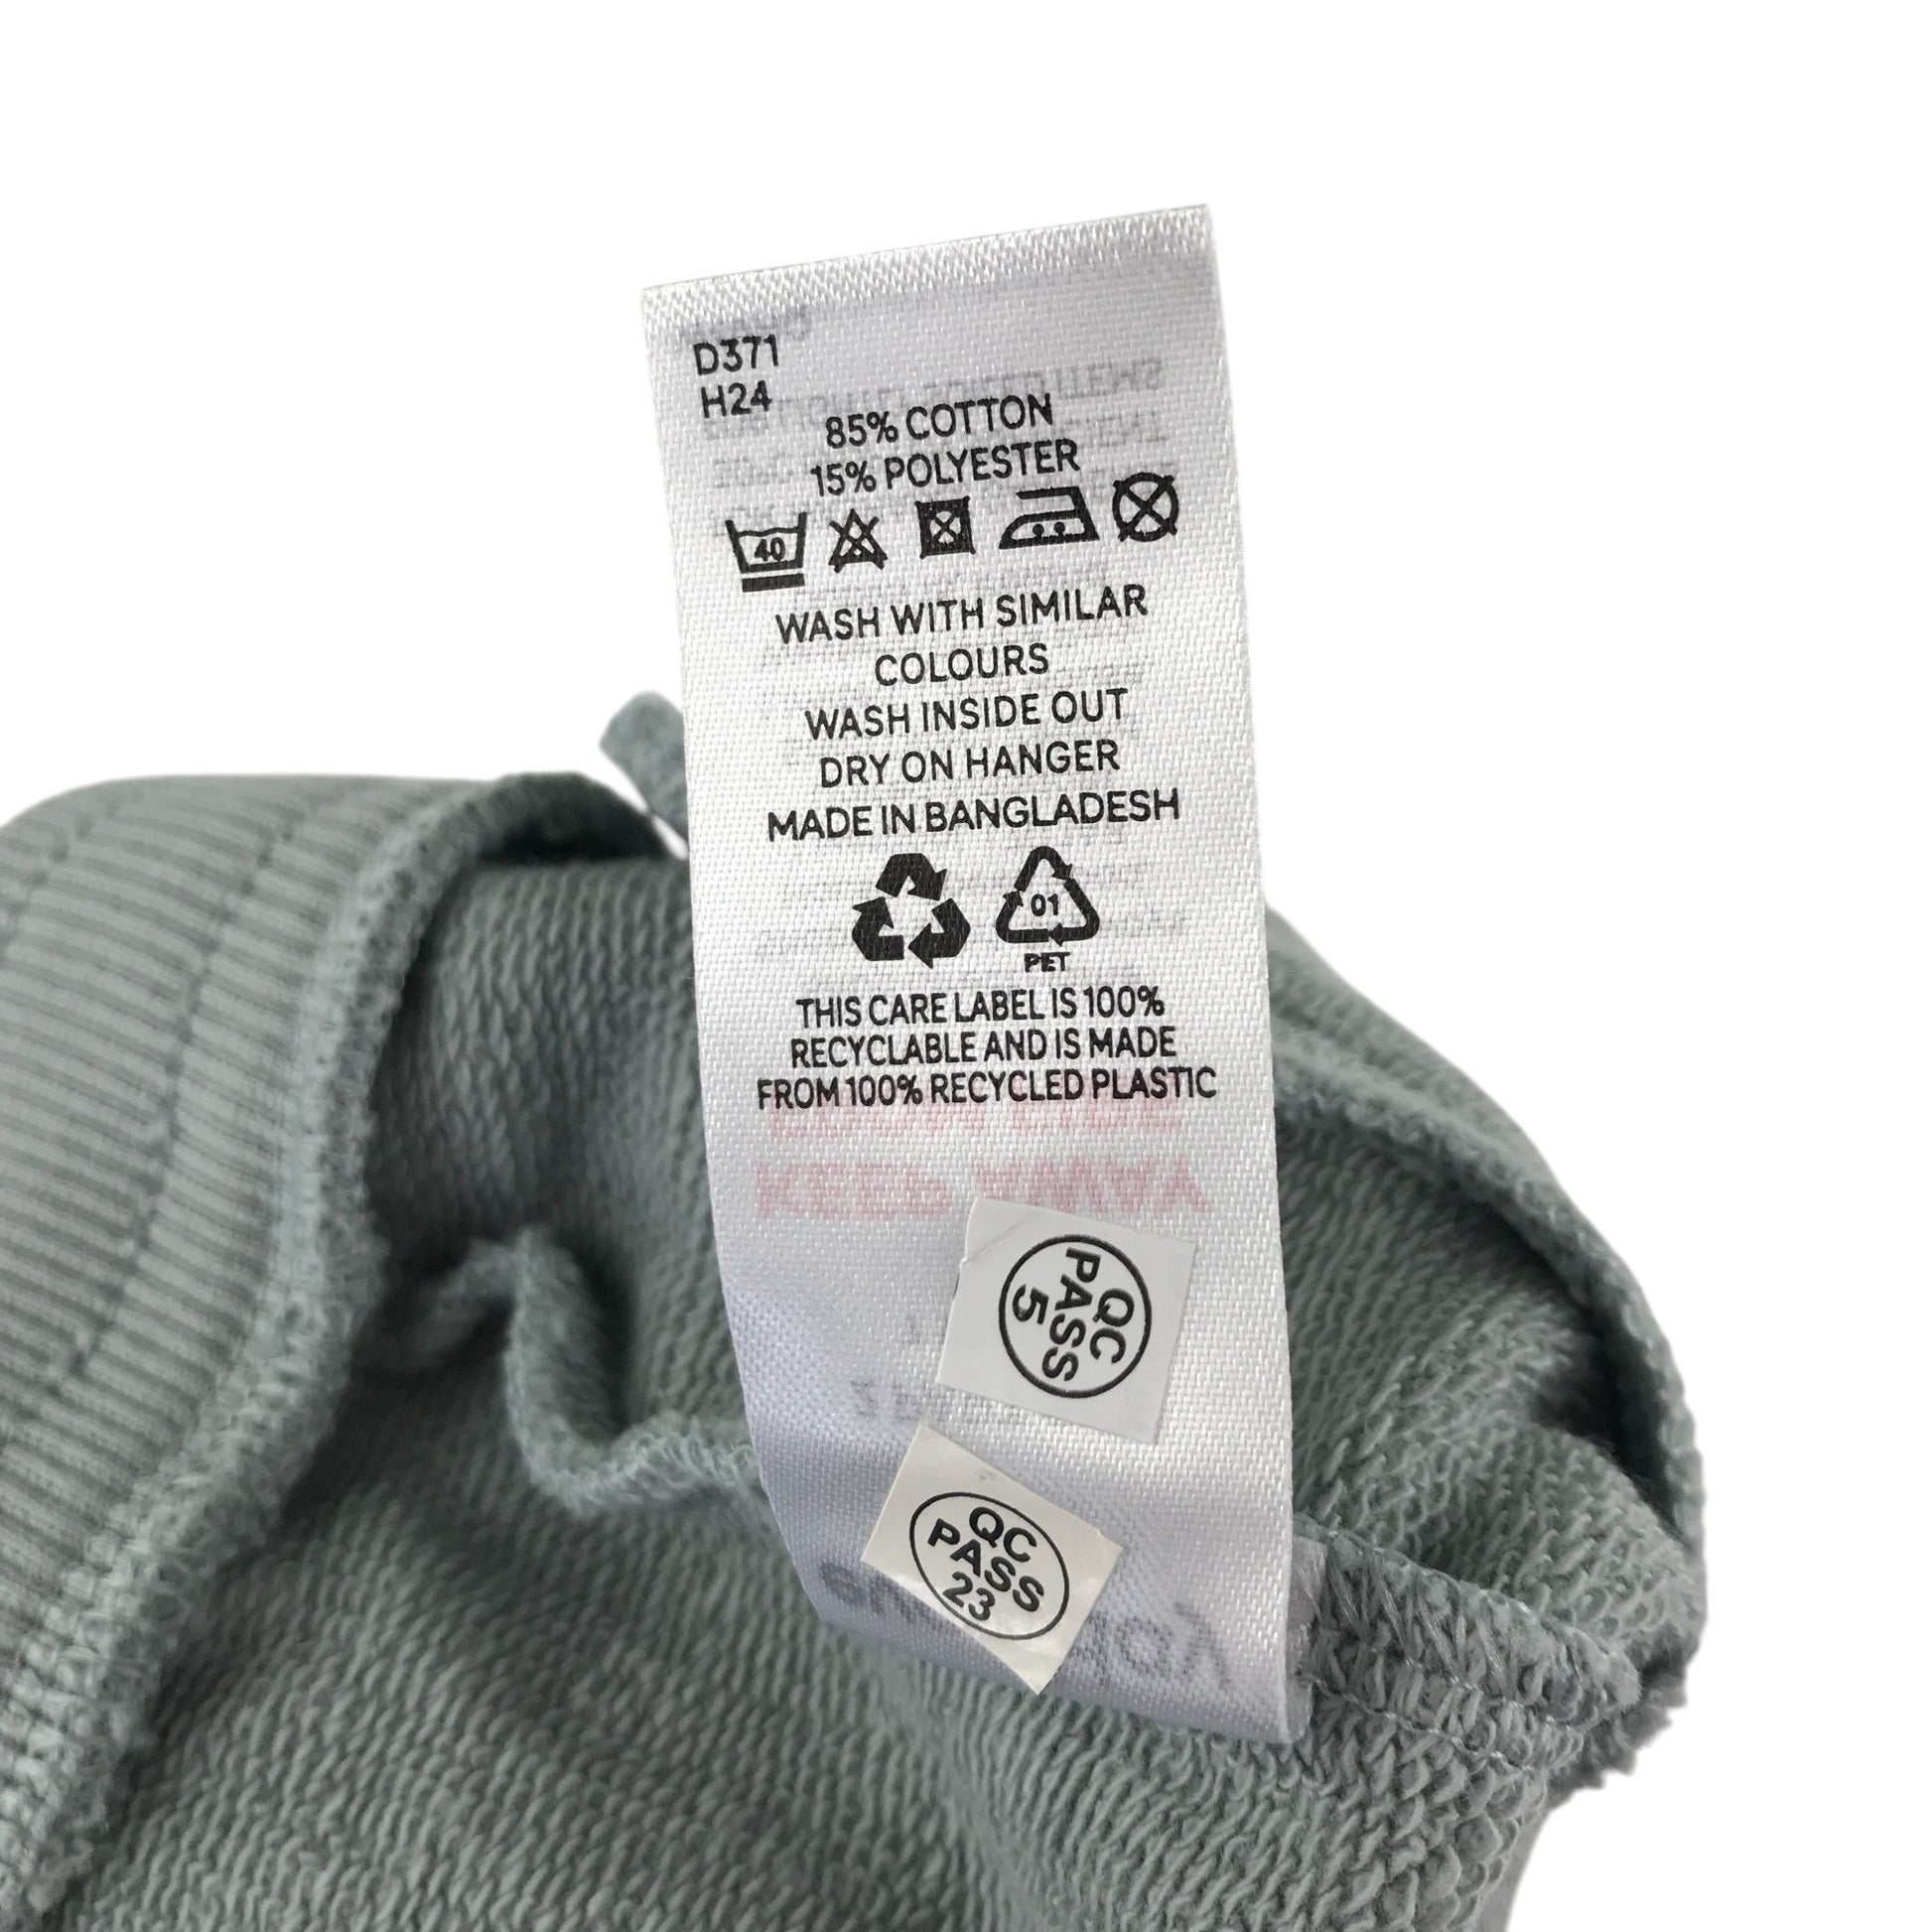 D371
H24
85% COTTON
15% POLYESTER
40
WASH WITH SIMILAR
COLOURS
WASH INSIDE OUT
DRY ON HANGER
MADE IN BANGLADESH
01
PET
THIS CARE LABEL IS 100%
RECYCLABLE AND IS MADE
FROM 100% RECYCLED PLASTIC
KEEP AWAY
QC
PASS
5
QC
PASS
23